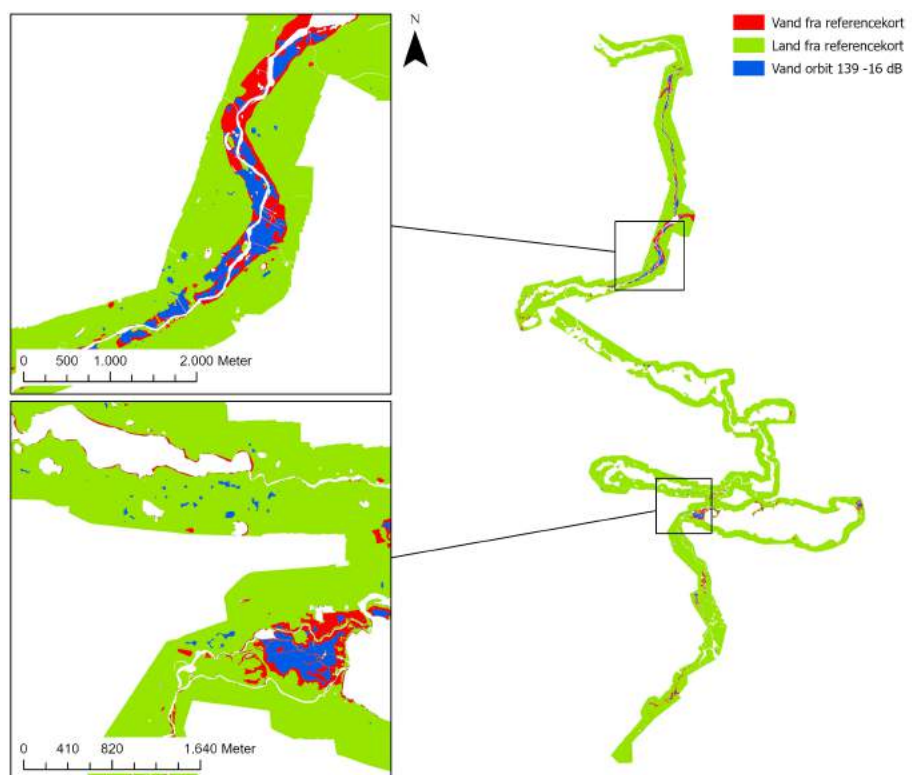 N
Vand fra referencekort
Land fra referencekort
Vand orbit 139 -16 dB
0 500 1.000 2.000 Meter
0 410 820 1.640 Meter